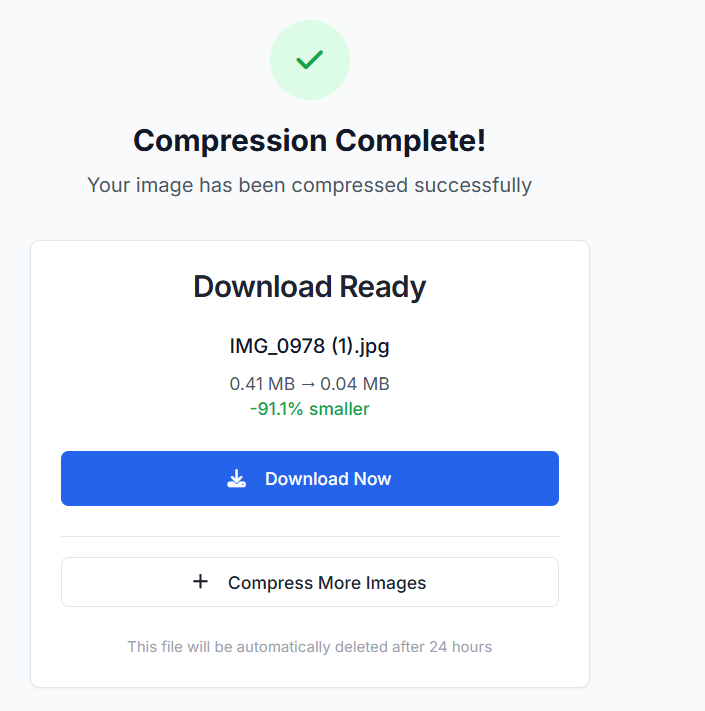 Compression Complete!
Your image has been compressed successfully
Download Ready
IMG_0978 (1).jpg
0.41 MB → 0.04 MB
-91.1% smaller
Download Now
Compress More Images
This file will be automatically deleted after 24 hours